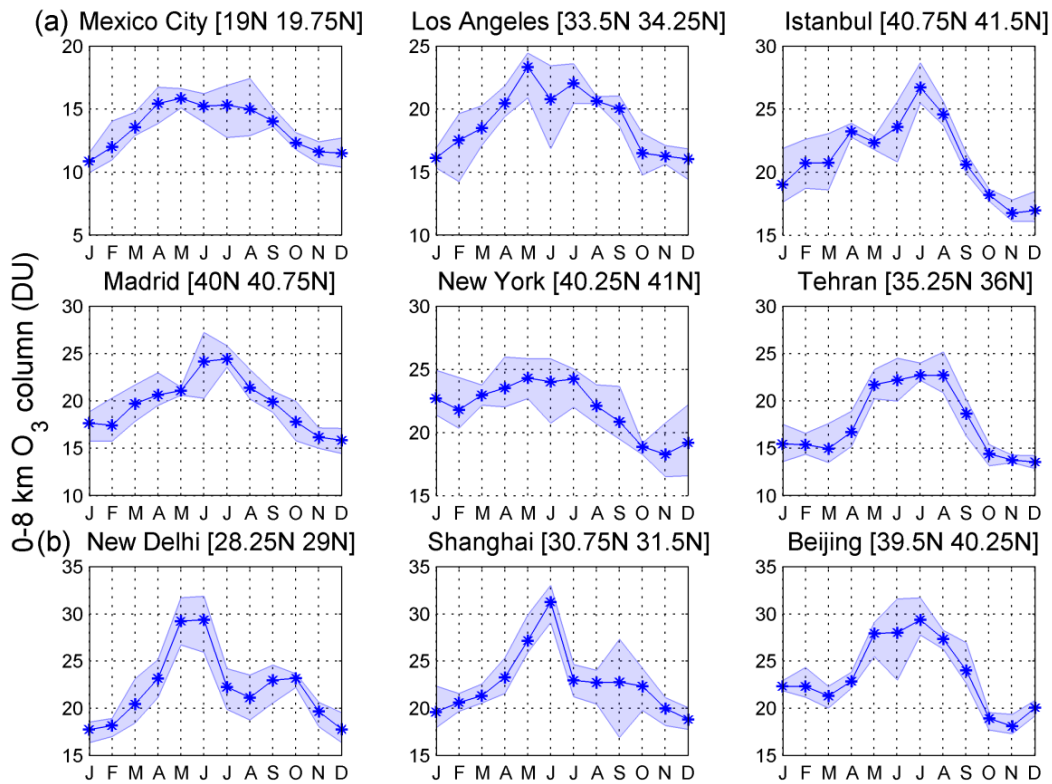 (a) Mexico City [19N 19.75N] Los Angeles [33.5N 34.25N] Istanbul [40.75N 41.5N]
20 25 30
15 20 25
10 15 20
5 10 15
J F M A M J J A S O N D J F M A M J J A S O N D J F M A M J J A S O N D
0-8 km O3 column (DU)
Madrid [40N 40.75N] New York [40.25N 41N] Tehran [35.25N 36N]
30 30 30
25 25 25
20 20 20
15 15
10 15 10
J F M A M J J A S O N D J F M A M J J A S O N D J F M A M J J A S O N D
(b) New Delhi [28.25N 29N] Shanghai [30.75N 31.5N] Beijing [39.5N 40.25N]
35 35 35
30 30 30
25 25 25
20 20 20
15 15 15
J F M A M J J A S O N D J F M A M J J A S O N D J F M A M J J A S O N D